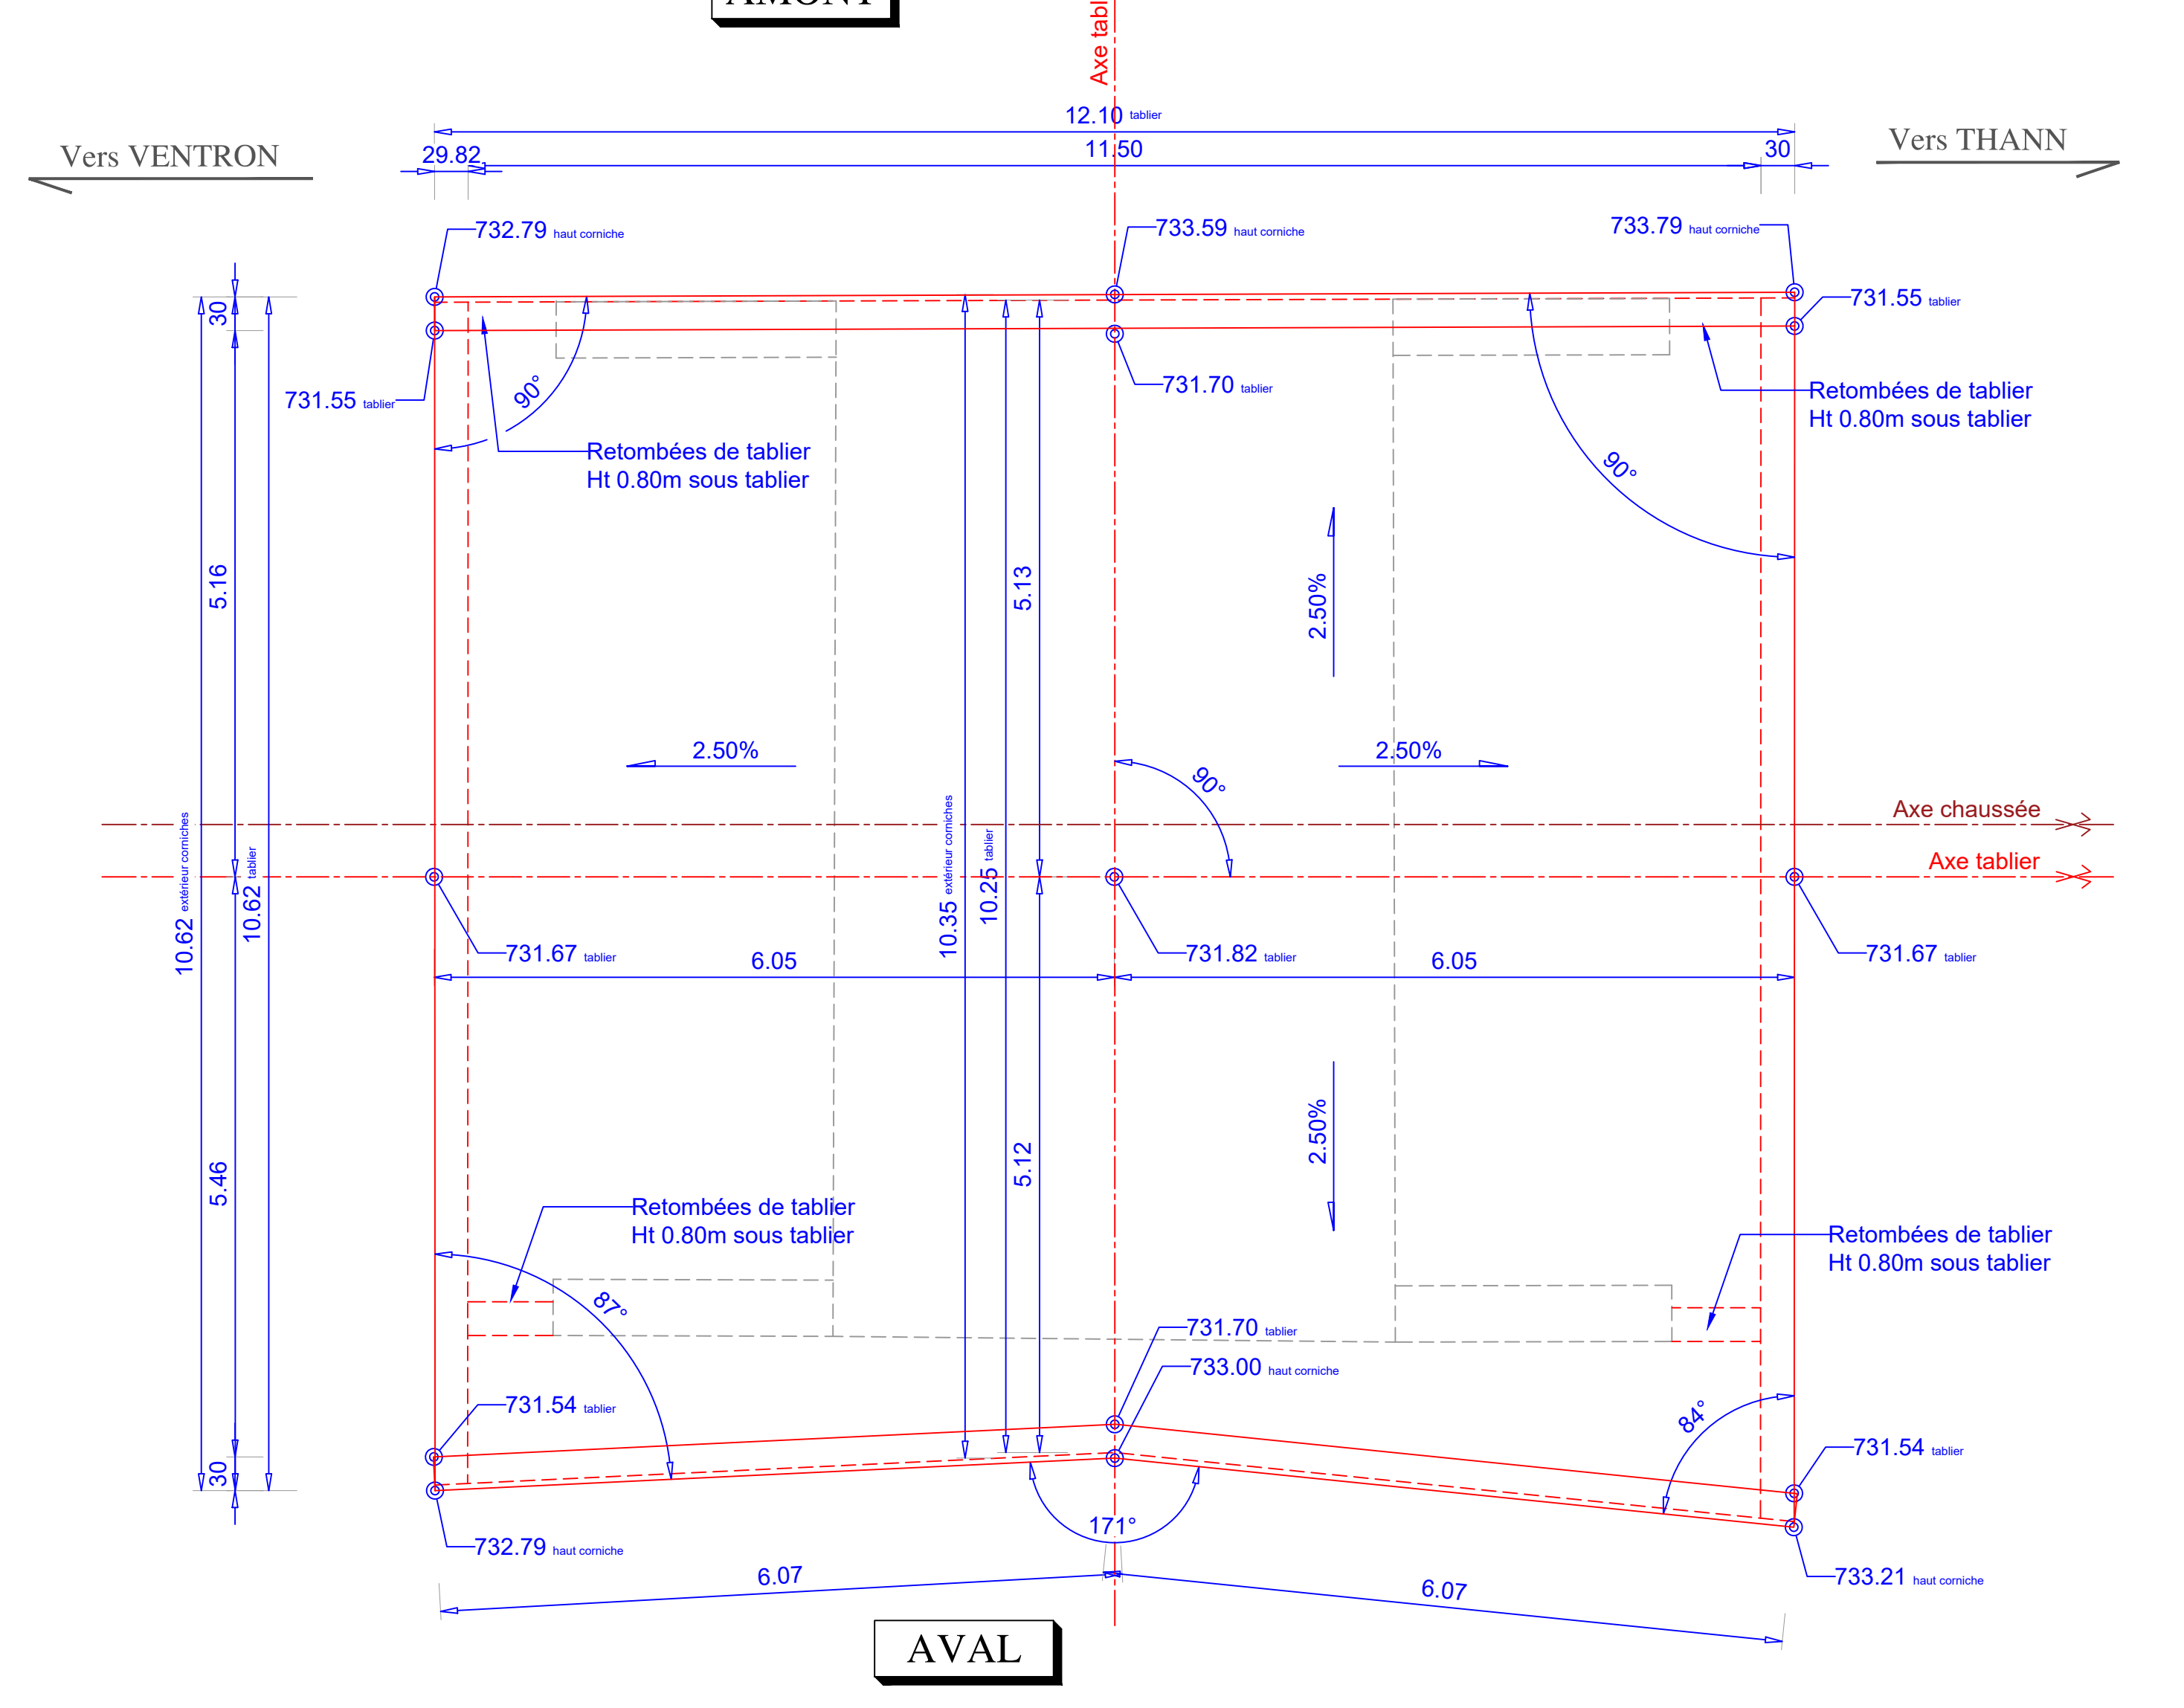 AMONT
Axe tabl
12.10 tablier
Vers VENTRON
Vers THANN
29.82
11.50
30
732.79 haut corniche
733.59 haut corniche
733.79 haut corniche
30
731.55 tablier
731.55 tablier
731.70 tablier
90°
Retombées de tablier
Ht 0.80m sous tablier
Retombées de tablier
Ht 0.80m sous tablier
90°
5.16
5.13
2.50%
2.50%
2.50%
90°
Axe chaussée
Axe tablier
10.62 extérieur corniches
10.62 tablier
10.35 extérieur corniches
10.25 tablier
731.67 tablier
731.82 tablier
731.67 tablier
6.05
6.05
5.46
5.12
2.50%
Retombées de tablier
Ht 0.80m sous tablier
Retombées de tablier
Ht 0.80m sous tablier
87°
731.70 tablier
733.00 haut corniche
731.54 tablier
84°
731.54 tablier
30
171°
732.79 haut corniche
733.21 haut corniche
6.07
6.07
AVAL